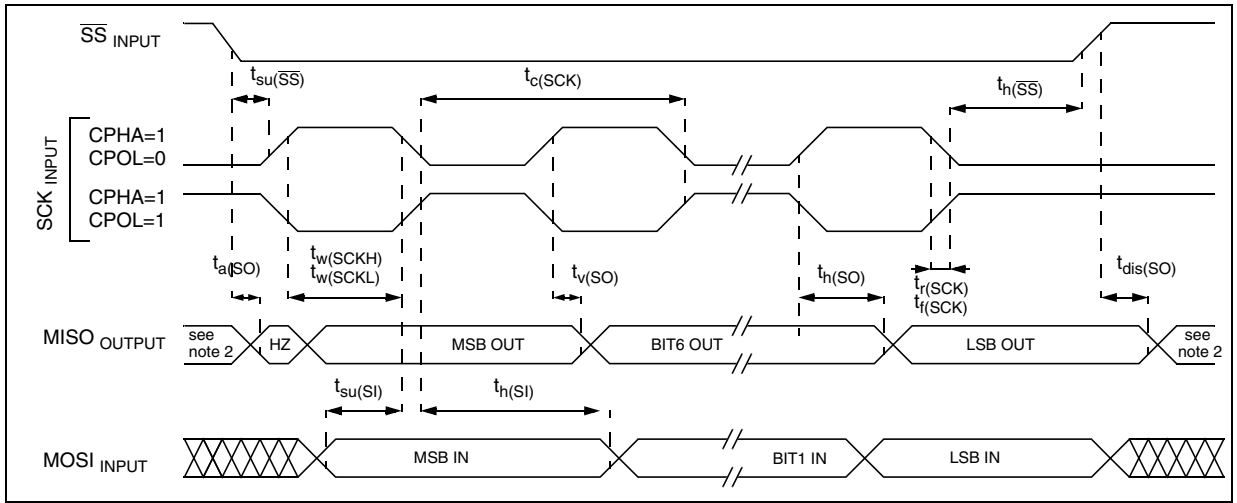 SS INPUT
tsu(SS)
tc(SCK)
th(SS)
SCK INPUT
CPHA=1
CPOL=0
CPHA=1
CPOL=1
ta(SO)
tw(SCKH)
tw(SCKL)
tv(SO)
th(SO)
tr(SCK)
tf(SCK)
tdis(SO)
MISO OUTPUT
see note 2
HZ
MSB OUT
BIT6 OUT
LSB OUT
see note 2
tsu(SI)
th(SI)
MOSI INPUT
MSB IN
BIT1 IN
LSB IN